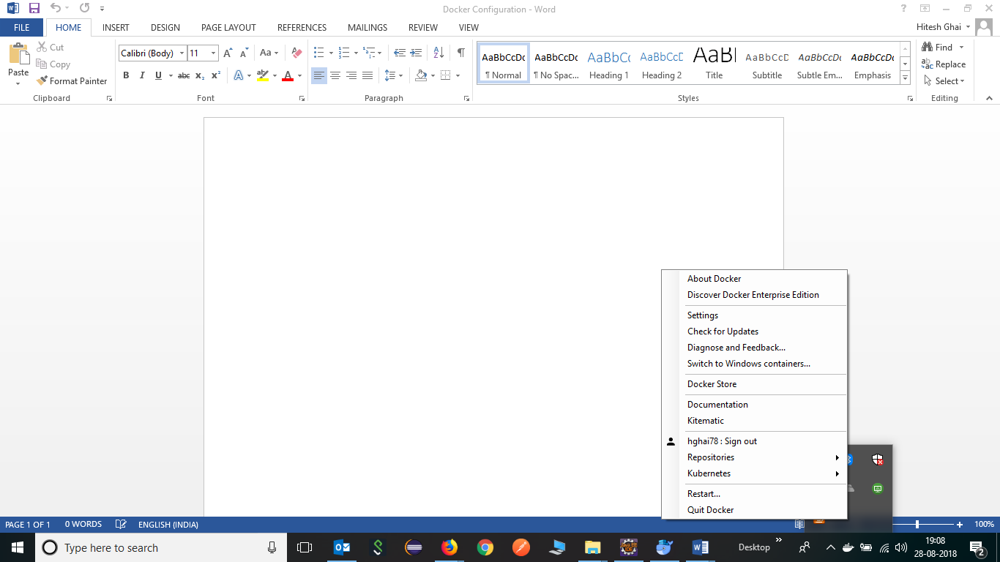 Docker Configuration - Word
FILE HOME INSERT DESIGN PAGE LAYOUT REFERENCES MAILINGS REVIEW VIEW
Hitesh Ghai
Paste
Cut
Copy
Format Painter
Clipboard
Calibri (Body) 11
Aa
B I U abc x₂ x²
A
Font
Paragraph
AaBbCcDc AaBbCcDc AaBbCc AaBbCcD AaBl AaBbCcD AaBbCcDc AaBbCcDc
¶ Normal ¶ No Spac... Heading 1 Heading 2 Title Subtitle Subtle Em... Emphasis
Styles
Find
Replace
Select
Editing
About Docker
Discover Docker Enterprise Edition
Settings
Check for Updates
Diagnose and Feedback...
Switch to Windows containers...
Docker Store
Documentation
Kitematic
hghai78 : Sign out
Repositories
Kubernetes
Restart...
Quit Docker
PAGE 1 OF 1 0 WORDS ENGLISH (INDIA) 100%
Type here to search
Desktop
19:08
28-08-2018
2